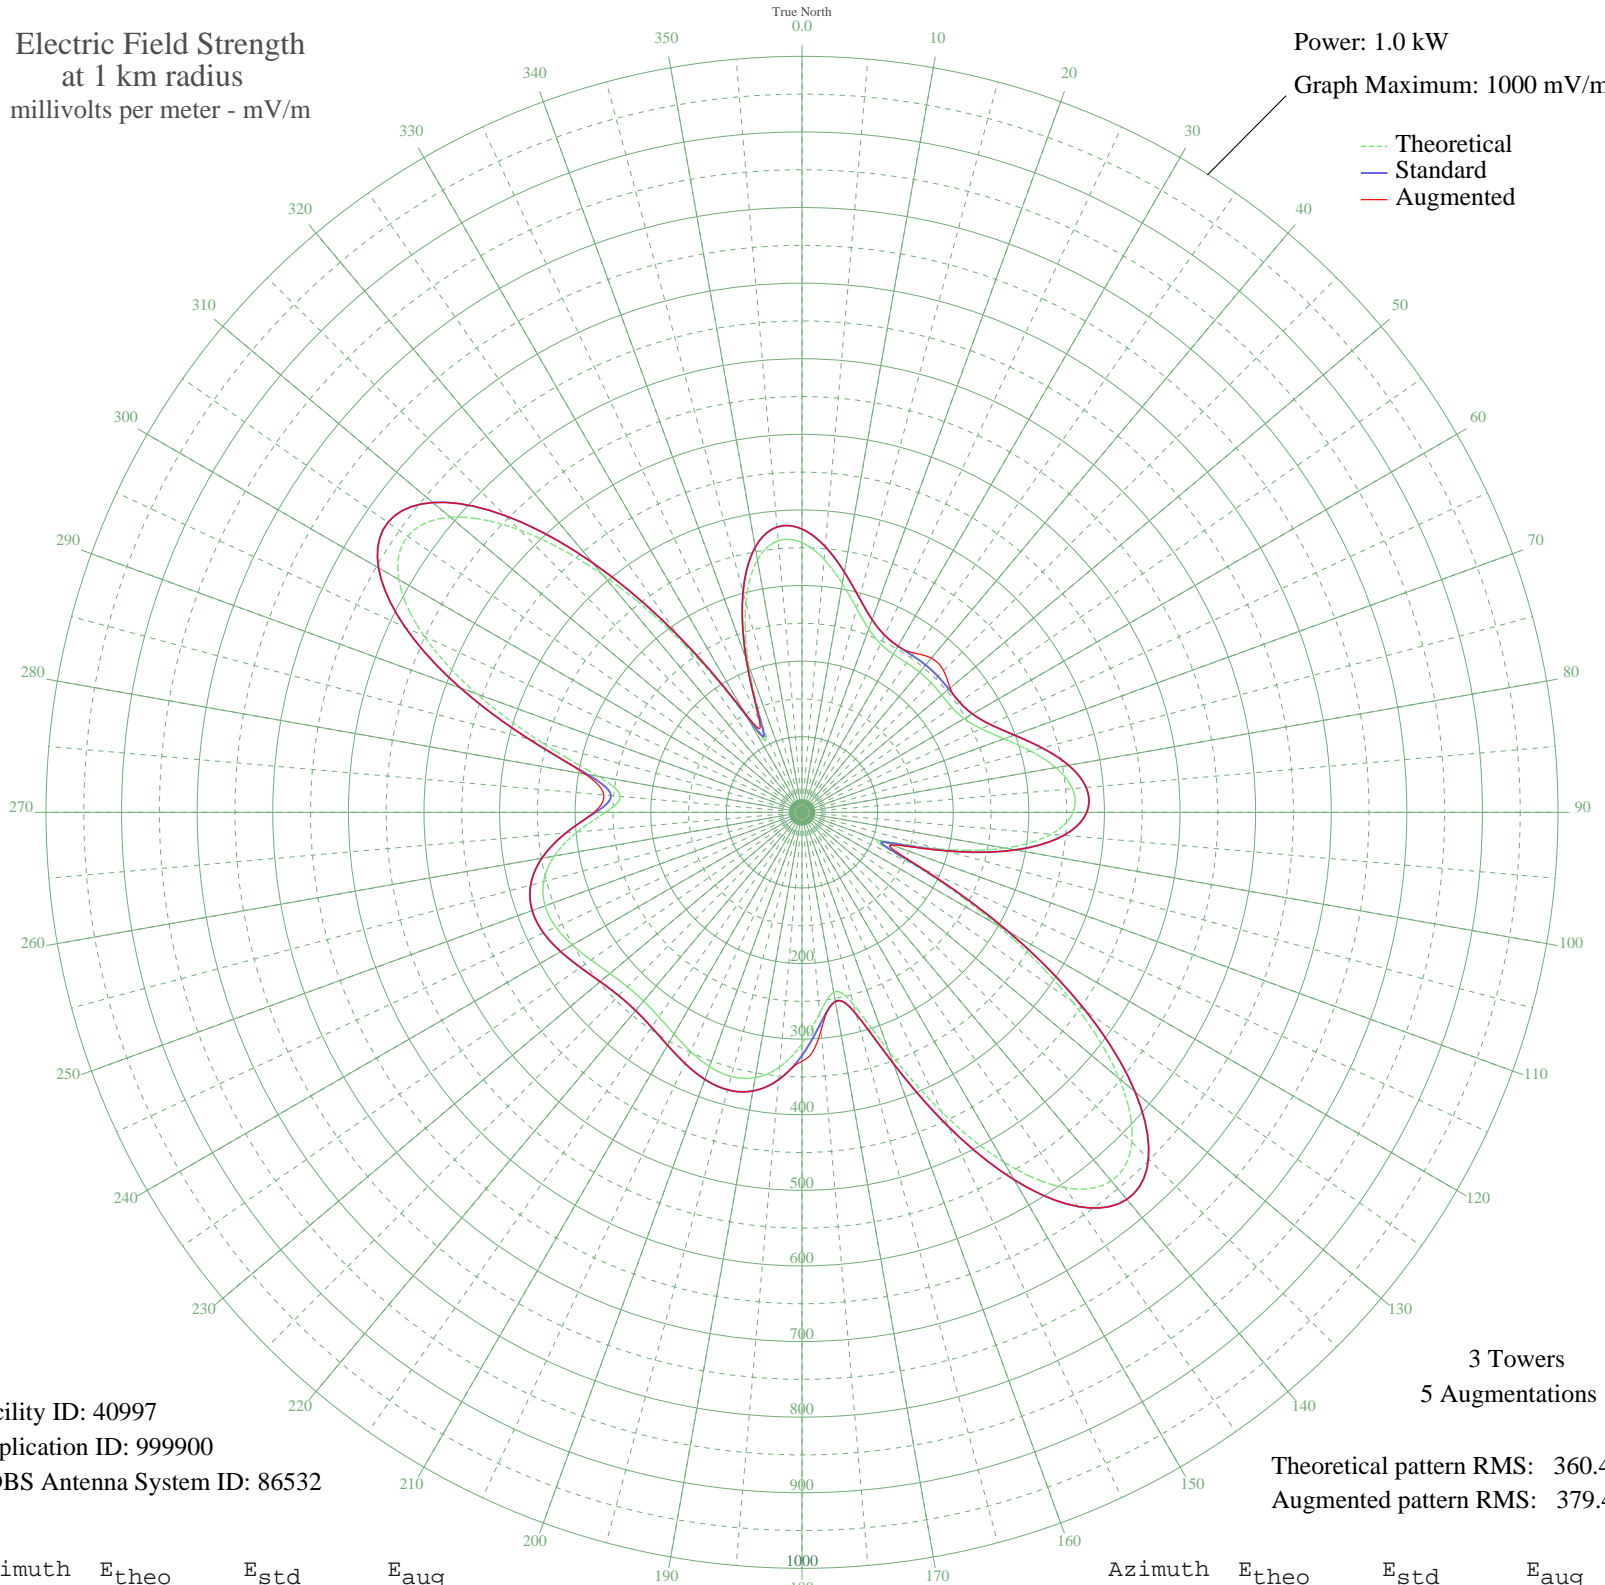 True North
0.0
Electric Field Strength
at 1 km radius
millivolts per meter - mV/m
Power: 1.0 kW
Graph Maximum: 1000 mV/m
Theoretical
Standard
Augmented
10
20
30
40
50
60
70
80
90
100
110
120
130
140
150
160
170
190
200
210
220
230
240
250
260
270
280
290
300
310
320
330
340
350
200
300
400
500
600
700
800
900
1000
3 Towers
5 Augmentations
cility ID: 40997
plication ID: 999900
DBS Antenna System ID: 86532
Theoretical pattern RMS: 360.4
Augmented pattern RMS: 379.4
imuth Etheo Estd Eaug
Azimuth Etheo Estd Eaug